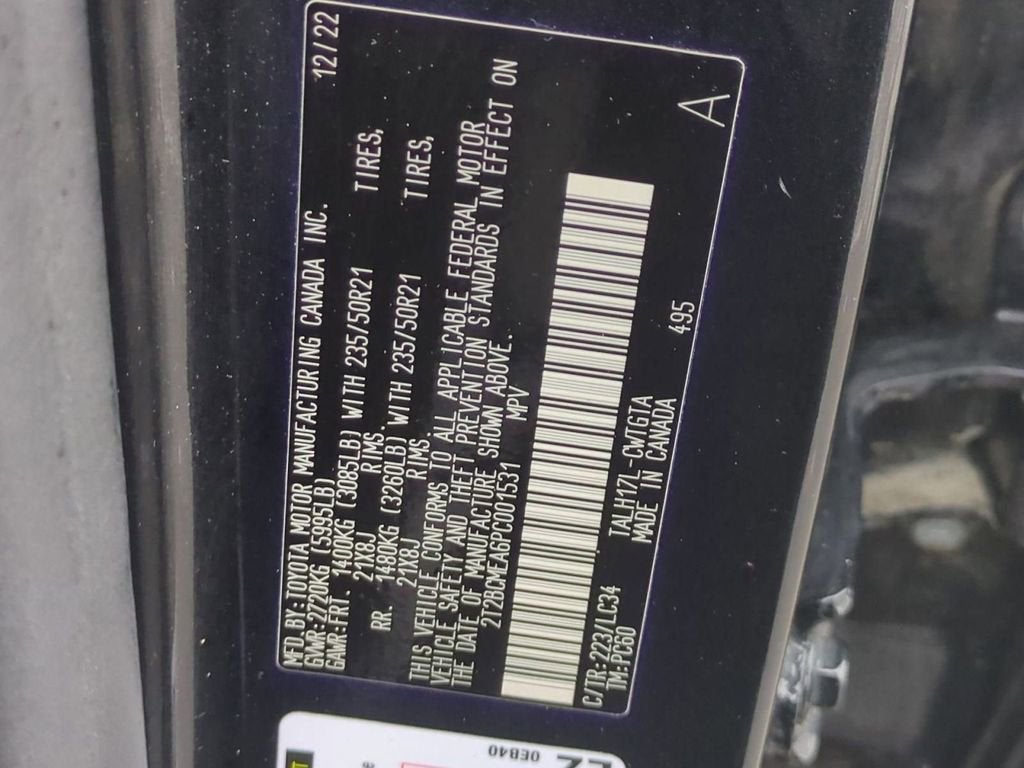 MFD.BY:TOYOTA MOTOR MANUFACTURING CANADA INC. 12/22
GVWR-2720KG (5995LB)
GAWR-FRT. 1400KG (3085LB) WITH 235/50R21 TIRES,
21X8J RIMS
RR. 1480KG (3260LB) WITH 235/50R21 TIRES,
21X8J RIMS
THIS VEHICLE CONFORMS TO ALL APPLICABLE FEDERAL MOTOR
VEHICLE SAFETY AND THEFT PREVENTION STANDARDS IN EFFECT ON
THE DATE OF MANUFACTURE SHOWN ABOVE.
2T2BCMEAGPC001531 MPV
C/TR:223/LC34 TALH17L-CWTGTA 495 A
TM-PC60 MADE IN CANADA
0EB40